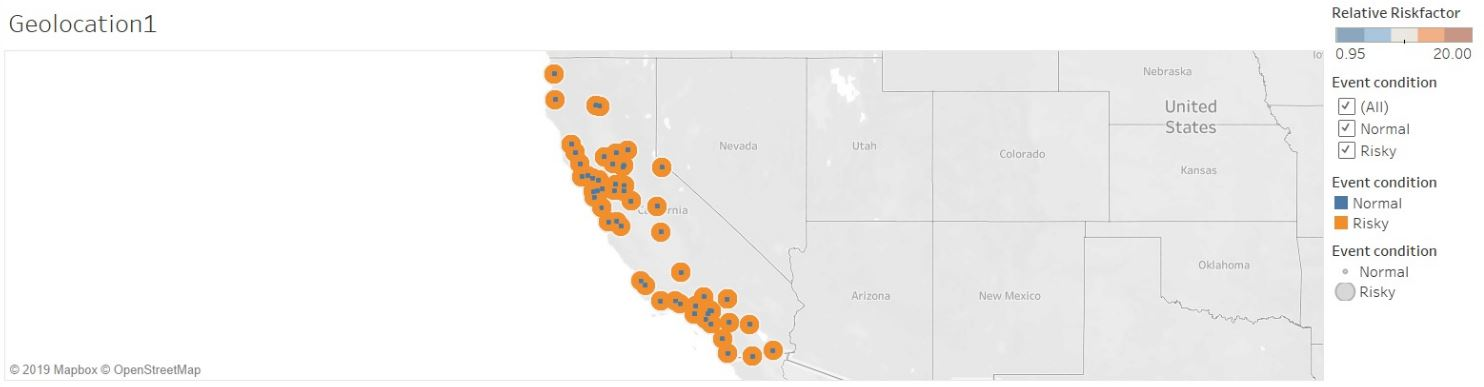 Geolocation1
Relative Riskfactor
0.95 20.00
Event condition
(All)
Normal
Risky
Event condition
Normal
Risky
Event condition
Normal
Risky
Nebraska
United
States
Nevada
Utah
Colorado
Kansas
Oklahoma
Arizona
New Mexico
© 2019 Mapbox © OpenStreetMap